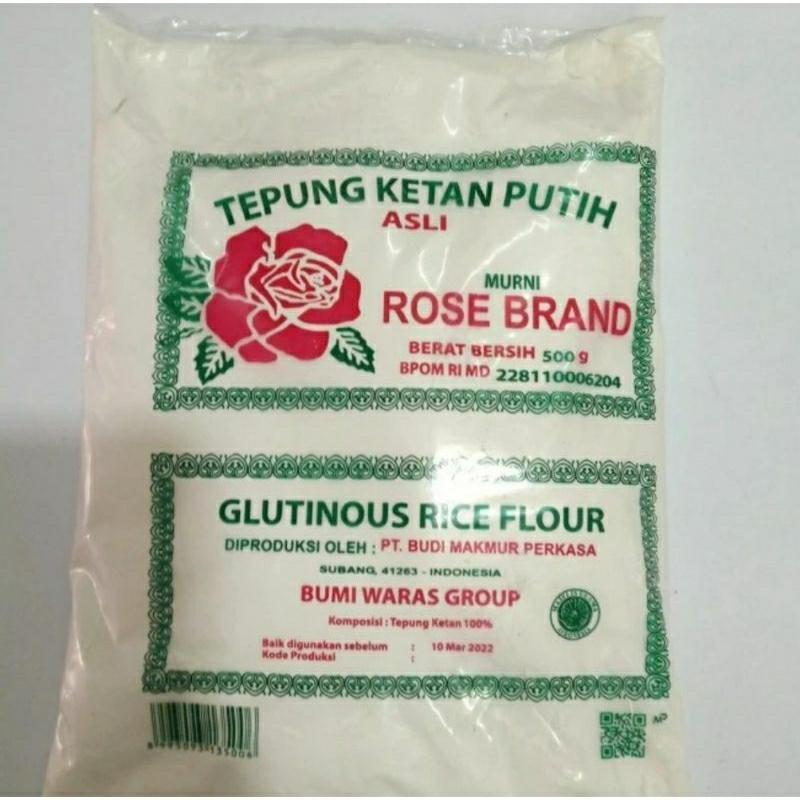 TEPUNG KETAN PUTIH
ASLI
MURNI
ROSE BRAND
BERAT BERSIH 500 g
BPOM RI MD 228110006204
GLUTINOUS RICE FLOUR
DIPRODUKSI OLEH : PT. BUDI MAKMUR PERKASA
SUBANG, 41263 - INDONESIA
BUMI WARAS GROUP
Komposisi : Tepung Ketan 100%
Baik digunakan sebelum : 10 Mar 2022
Kode Produksi :